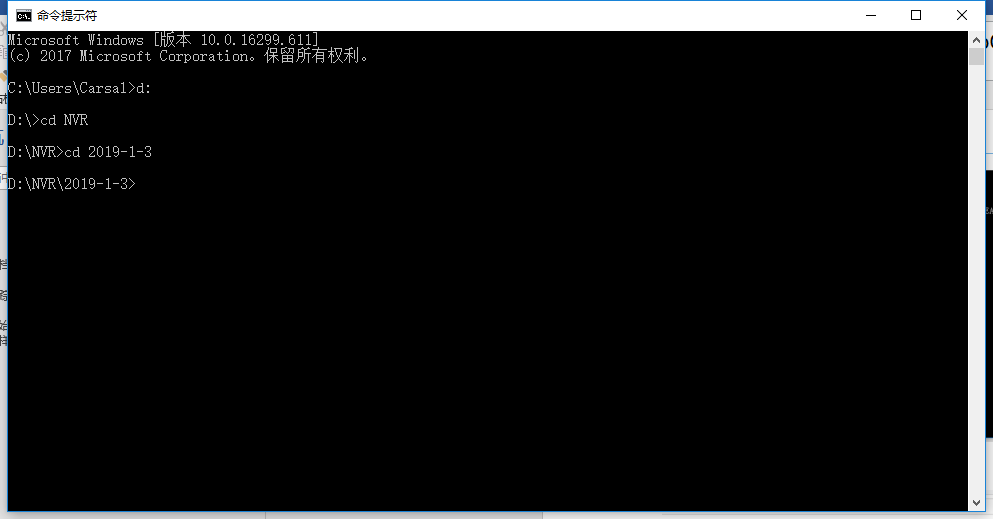 命令提示符
Microsoft Windows [版本 10.0.16299.611]
(c) 2017 Microsoft Corporation。保留所有权利。
C:\Users\Carsal>d:
D:\>cd NVR
D:\NVR>cd 2019-1-3
D:\NVR\2019-1-3>